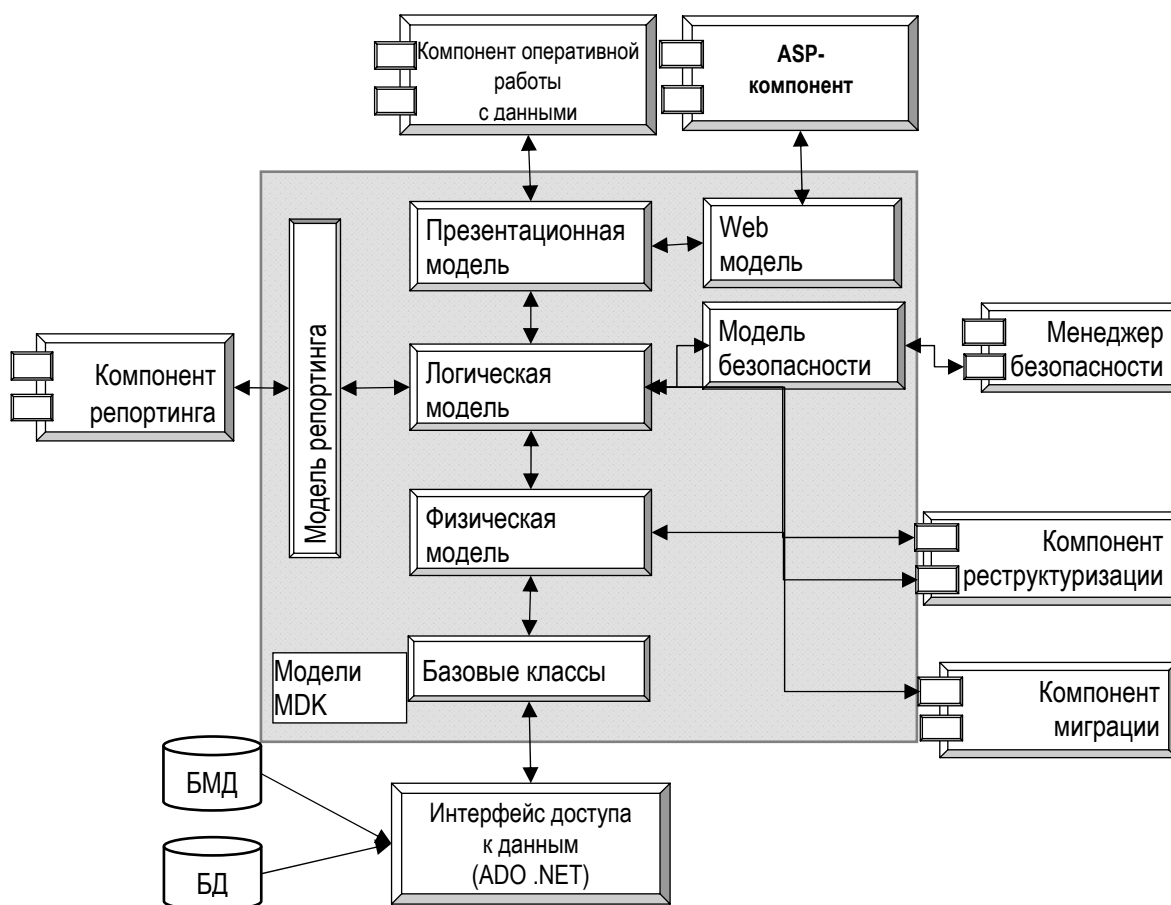 Компонент оперативной
работы
с данными
ASP-
компонент
Презентационная
модель
Web
модель
Модель репортинга
Компонент
репортинга
Логическая
модель
Модель
безопасности
Менеджер
безопасности
Физическая
модель
Компонент
реструктуризации
Модели
MDK
Базовые классы
Компонент
миграции
БМД
БД
Интерфейс доступа
к данным
(ADO .NET)